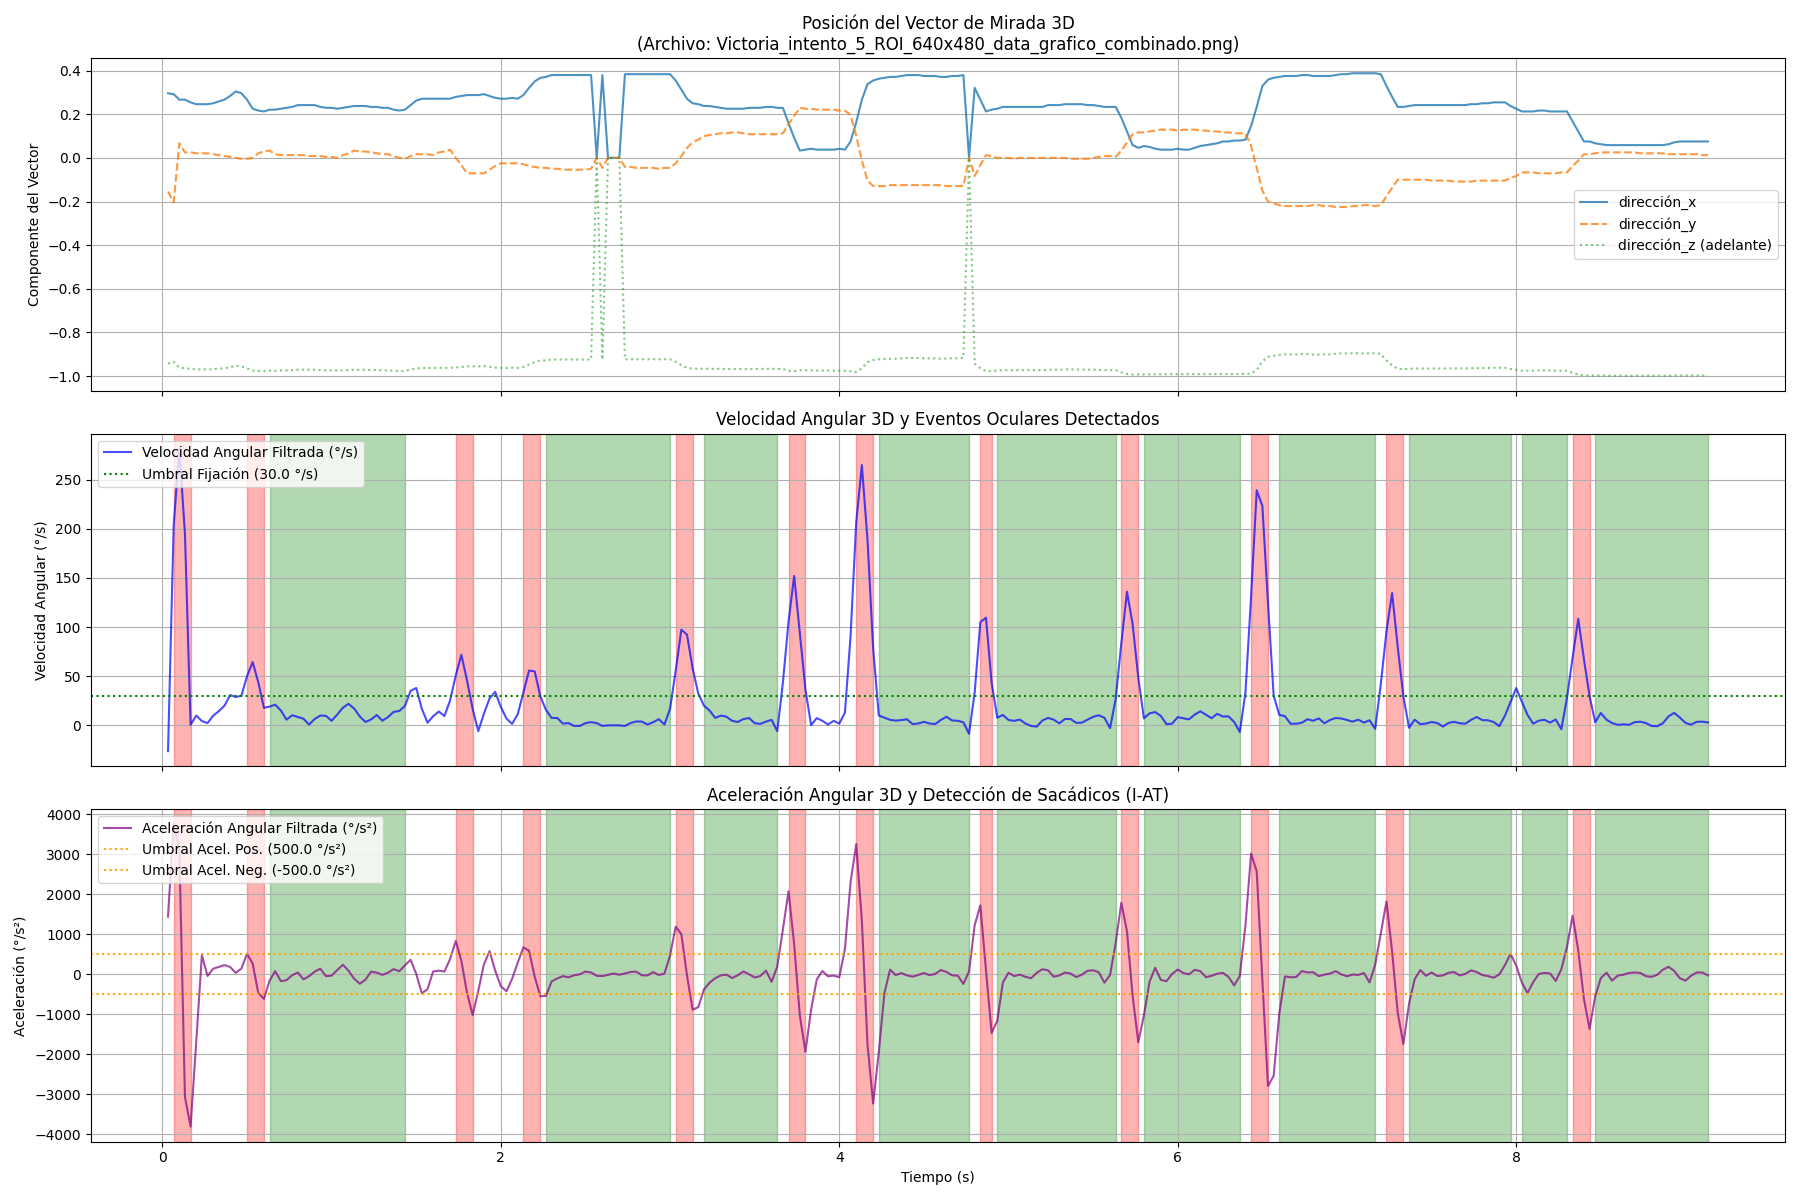 Posición del Vector de Mirada 3D
(Archivo: Victoria_intento_5_ROI_640x480_data_grafico_combinado.png)
Componente del Vector
0.4
0.2
0.0
−0.2
−0.4
−0.6
−0.8
−1.0
dirección_x
dirección_y
dirección_z (adelante)
Velocidad Angular 3D y Eventos Oculares Detectados
Velocidad Angular (°/s)
250
200
150
100
50
0
Velocidad Angular Filtrada (°/s)
Umbral Fijación (30.0 °/s)
Aceleración Angular 3D y Detección de Sacádicos (I-AT)
Aceleración (°/s²)
4000
3000
2000
1000
0
−1000
−2000
−3000
−4000
Aceleración Angular Filtrada (°/s²)
Umbral Acel. Pos. (500.0 °/s²)
Umbral Acel. Neg. (-500.0 °/s²)
0 2 4 6 8
Tiempo (s)